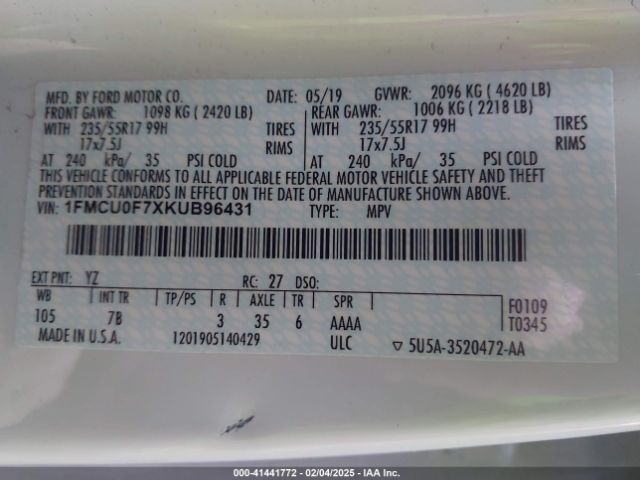 MFD. BY FORD MOTOR CO. DATE: 05/19 GVWR: 2096 KG ( 4620 LB)
FRONT GAWR: 1098 KG ( 2420 LB) REAR GAWR: 1006 KG ( 2218 LB)
WITH 235/55R17 99H TIRES WITH 235/55R17 99H TIRES
17x7.5J RIMS 17x7.5J RIMS
AT 240 kPa/ 35 PSI COLD AT 240 kPa/ 35 PSI COLD
THIS VEHICLE CONFORMS TO ALL APPLICABLE FEDERAL MOTOR VEHICLE SAFETY AND THEFT
PREVENTION STANDARDS IN EFFECT ON THE DATE OF MANUFACTURE SHOWN ABOVE.
VIN: 1FMCU0F7XKUB96431 TYPE: MPV
EXT PNT: YZ RC: 27 DSO:
WB INT TR TP/PS R AXLE TR SPR F0109
105 7B 3 35 6 AAAA T0345
MADE IN U.S.A. 1201905140429 ULC ▽ 5U5A-3520472-AA
000-41441772 - 02/04/2025 - IAA Inc.